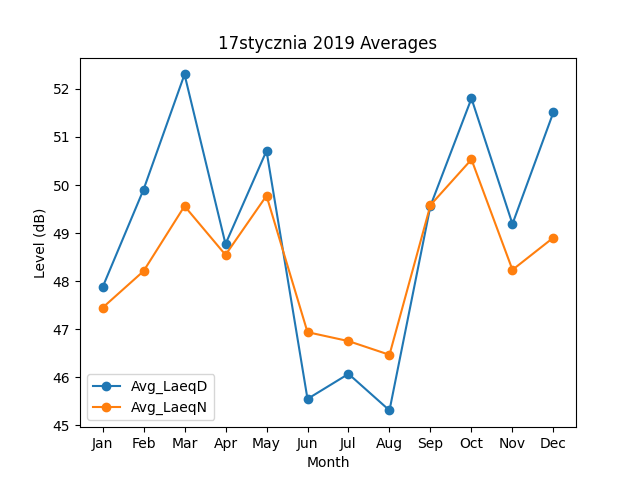 17stycznia 2019 Averages
Level (dB)
52
51
50
49
48
47
46
45
Avg_LaeqD
Avg_LaeqN
Jan Feb Mar Apr May Jun Jul Aug Sep Oct Nov Dec
Month